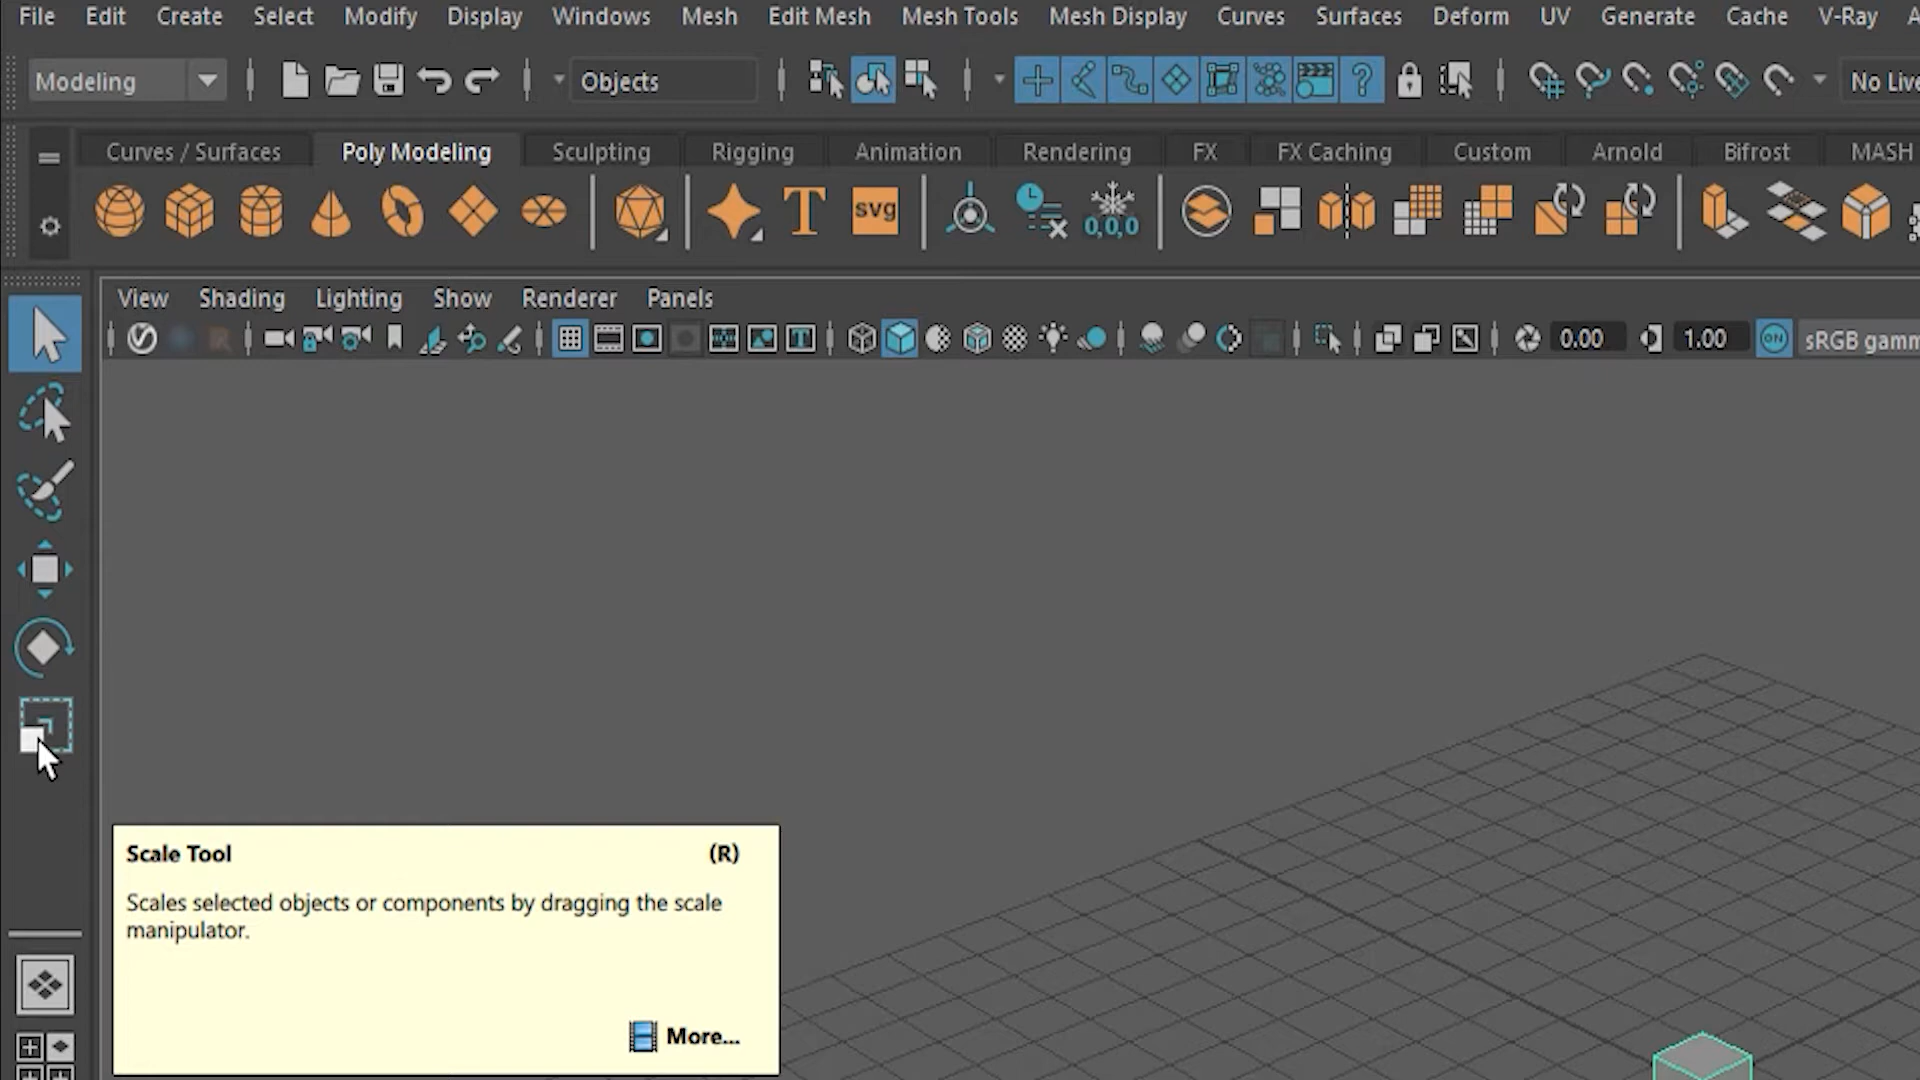 File Edit Create Select Modify Display Windows Mesh Edit Mesh Mesh Tools Mesh Display Curves Surfaces Deform UV Generate Cache V-Ray
Modeling Objects No Live
Curves / Surfaces Poly Modeling Sculpting Rigging Animation Rendering FX FX Caching Custom Arnold Bifrost MASH
T svg 0,0,0
View Shading Lighting Show Renderer Panels
T 0.00 1.00 ON sRGB gamm
Scale Tool (R)
Scales selected objects or components by dragging the scale
manipulator.
More...